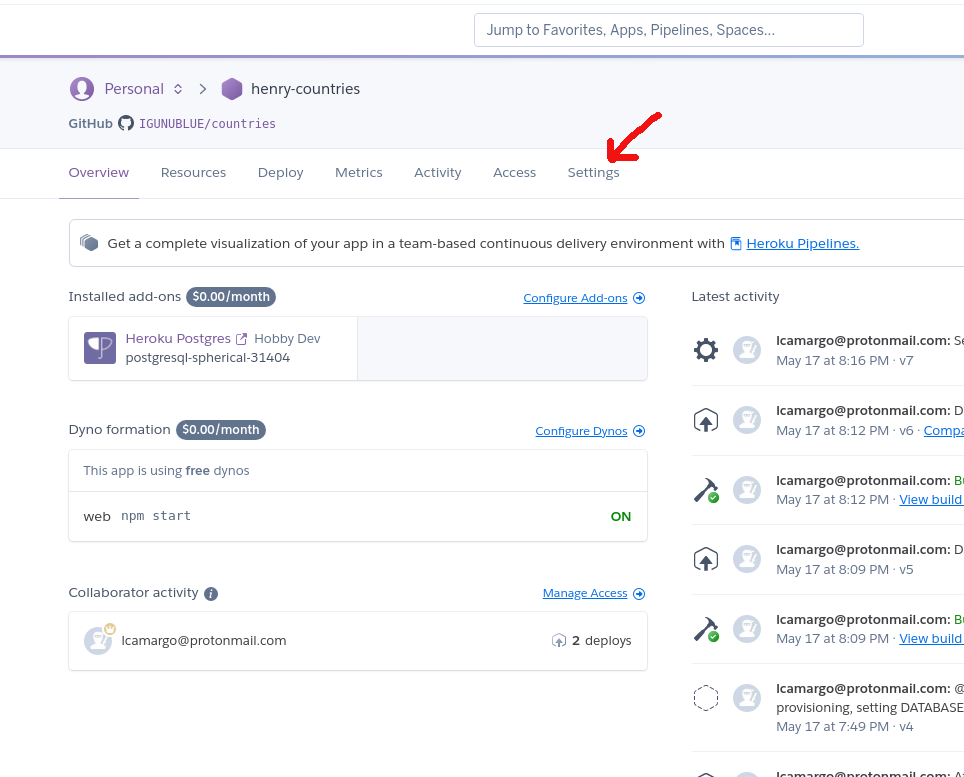 Jump to Favorites, Apps, Pipelines, Spaces...
Personal henry-countries
GitHub IGUNUBLUE/countries
Overview Resources Deploy Metrics Activity Access Settings
Get a complete visualization of your app in a team-based continuous delivery environment with Heroku Pipelines.
Installed add-ons $0.00/month Configure Add-ons
Heroku Postgres Hobby Dev
postgresql-spherical-31404
Dyno formation $0.00/month Configure Dynos
This app is using free dynos
web npm start ON
Collaborator activity i Manage Access
lcamargo@protonmail.com 2 deploys
Latest activity
lcamargo@protonmail.com: Se
May 17 at 8:16 PM · v7
lcamargo@protonmail.com: D
May 17 at 8:12 PM · v6 · Compa
lcamargo@protonmail.com: Bu
May 17 at 8:12 PM · View build
lcamargo@protonmail.com: D
May 17 at 8:09 PM · v5
lcamargo@protonmail.com: Bu
May 17 at 8:09 PM · View build
lcamargo@protonmail.com: @
provisioning, setting DATABASE
May 17 at 7:49 PM · v4
lcamargo@protonmail.com: At